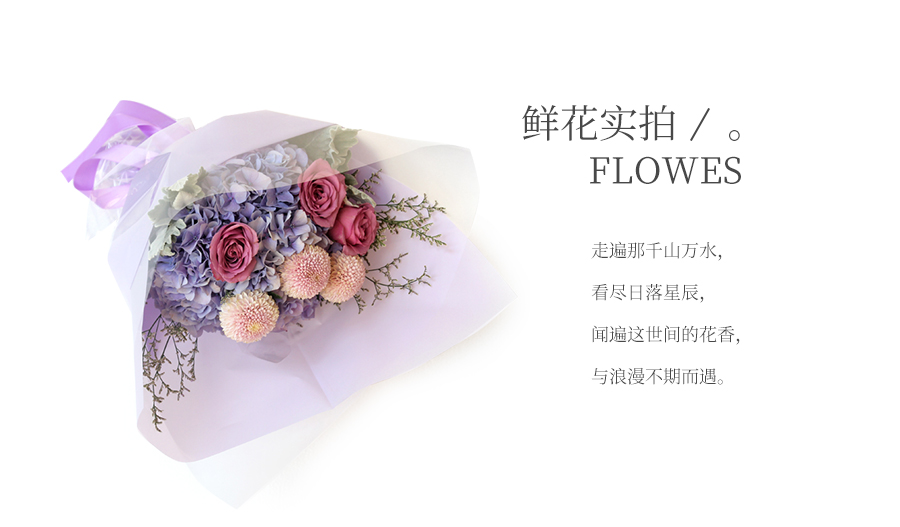 鲜花实拍 / 。
FLOWES
走遍那千山万水,
看尽日落星辰,
闻遍这世间的花香,
与浪漫不期而遇。